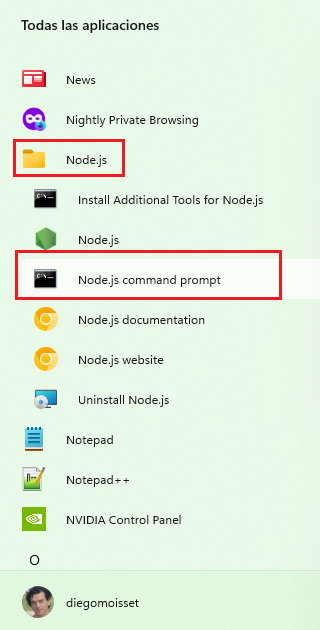 Todas las aplicaciones
News
Nightly Private Browsing
Node.js
Install Additional Tools for Node.js
Node.js
Node.js command prompt
Node.js documentation
Node.js website
Uninstall Node.js
Notepad
Notepad++
NVIDIA Control Panel
O
diegomoisset